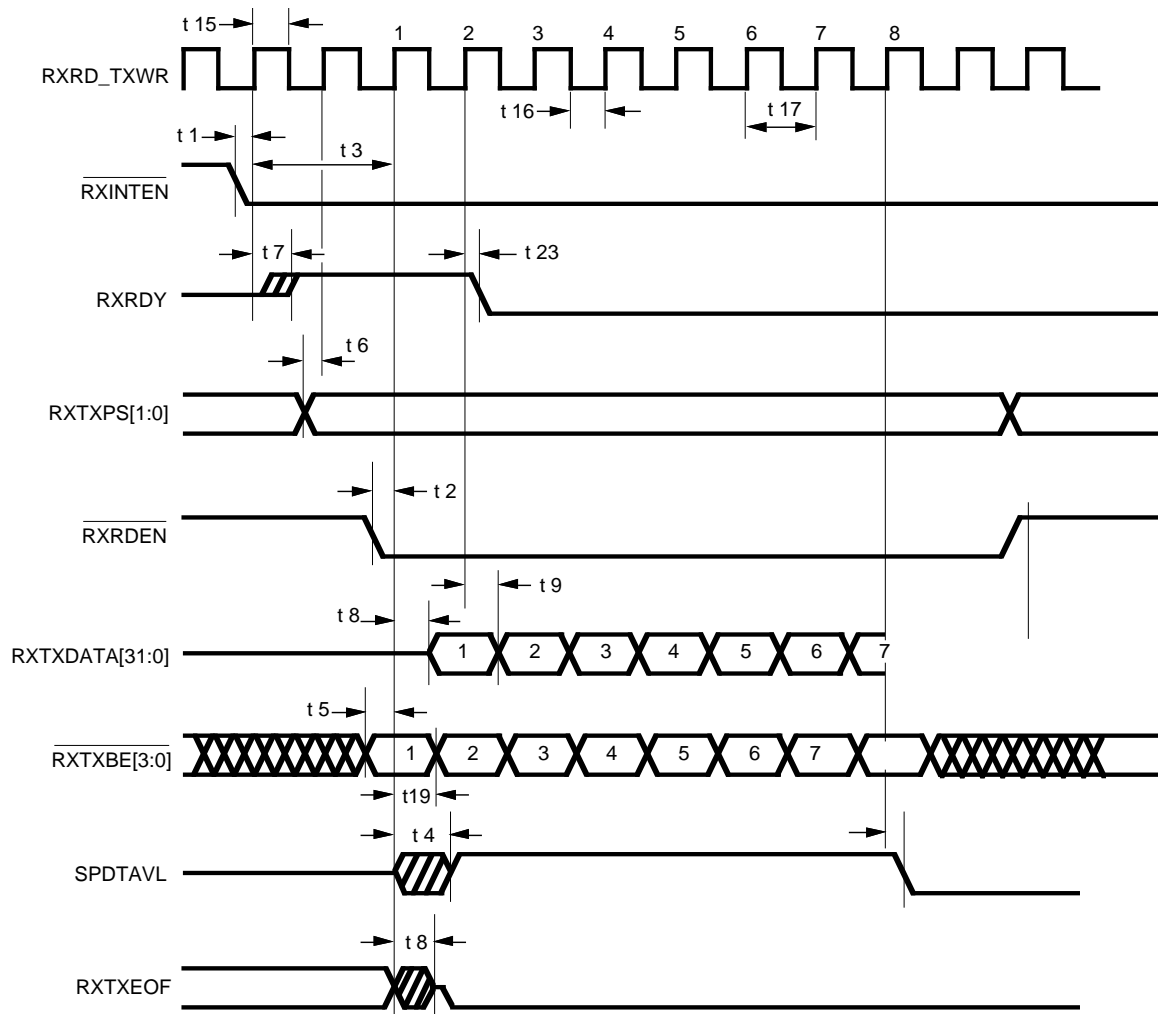 t 15
1 2 3 4 5 6 7 8
RXRD_TXWR
t 16
t 17
t 1
t 3
RXINTEN
t 7
t 23
RXRDY
t 6
RXTXPS[1:0]
t 2
RXRDEN
t 9
t 8
RXTXDATA[31:0]
1 2 3 4 5 6 7
t 5
RXTXBE[3:0]
1 2 3 4 5 6 7
t19
t 4
SPDTAVL
t 8
RXTXEOF